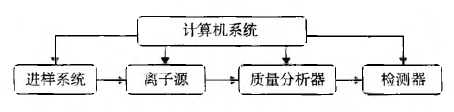 计算机系统
进样系统
离子源
质量分析器
检测器